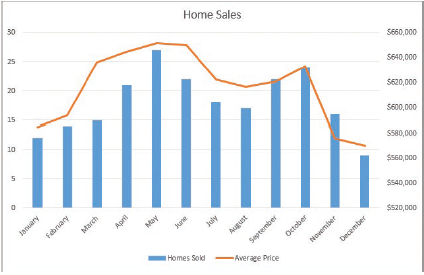 Home Sales
30
25
20
15
10
5
0
$660,000
$640,000
$620,000
$600,000
$580,000
$560,000
$540,000
$520,000
January
February
March
April
May
June
July
August
September
October
November
December
Homes Sold
Average Price